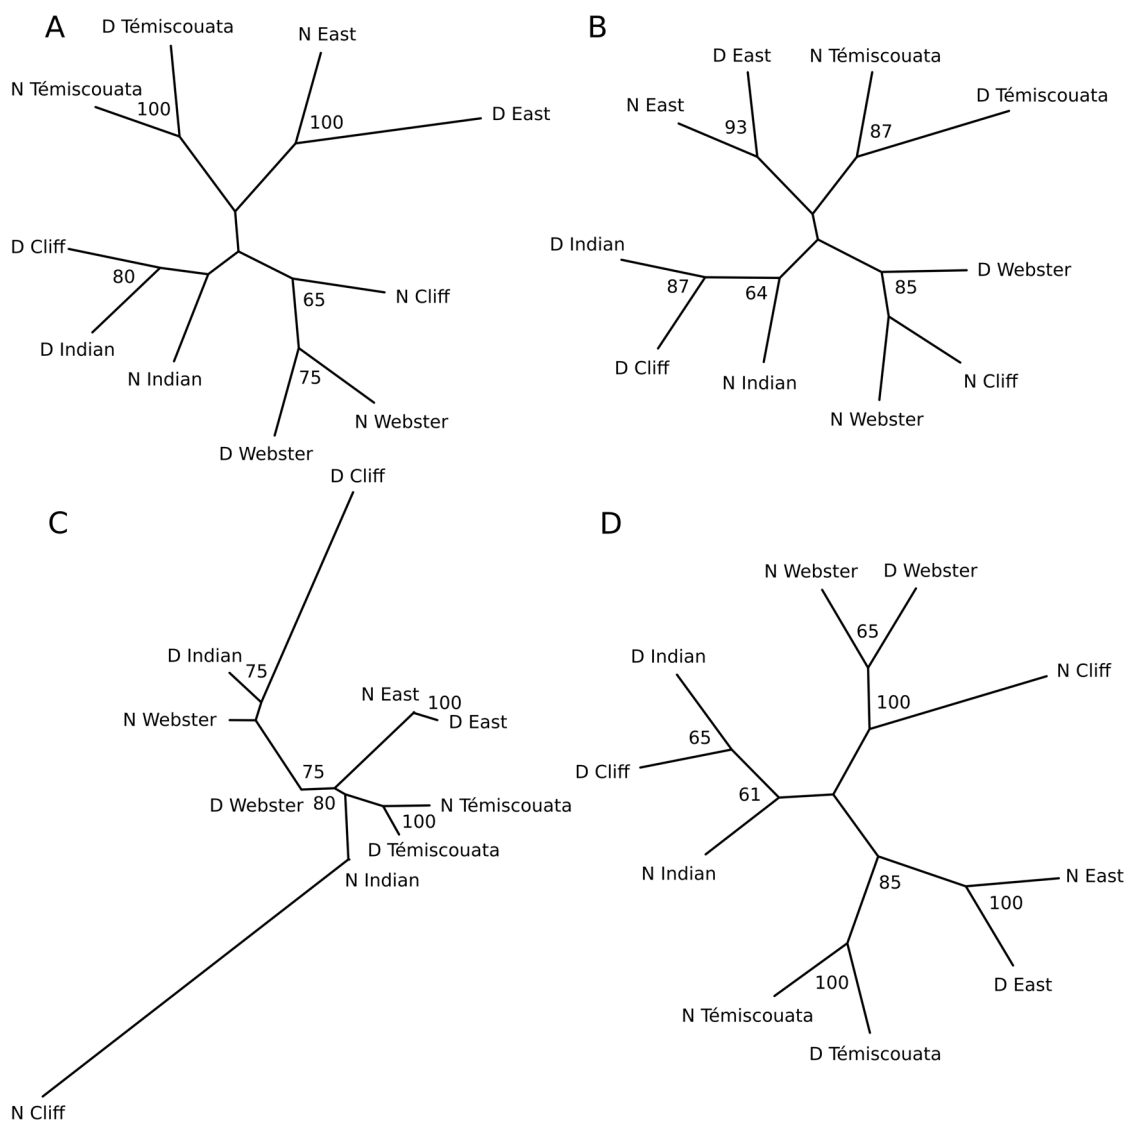 A
D Témiscouata
N East
N Témiscouata
100
100
D East
D Cliff
80
N Cliff
65
D Indian
N Indian
75
N Webster
D Webster
B
D East
N Témiscouata
D Témiscouata
N East
93
87
D Indian
D Webster
87
64
85
D Cliff
N Indian
N Cliff
N Webster
C
D Cliff
D Indian
75
N East
100
N Webster
D East
75
D Webster
80
N Témiscouata
100
D Témiscouata
N Indian
N Cliff
D
N Webster
D Webster
65
D Indian
N Cliff
100
65
D Cliff
61
N Indian
85
N East
100
D East
100
N Témiscouata
D Témiscouata